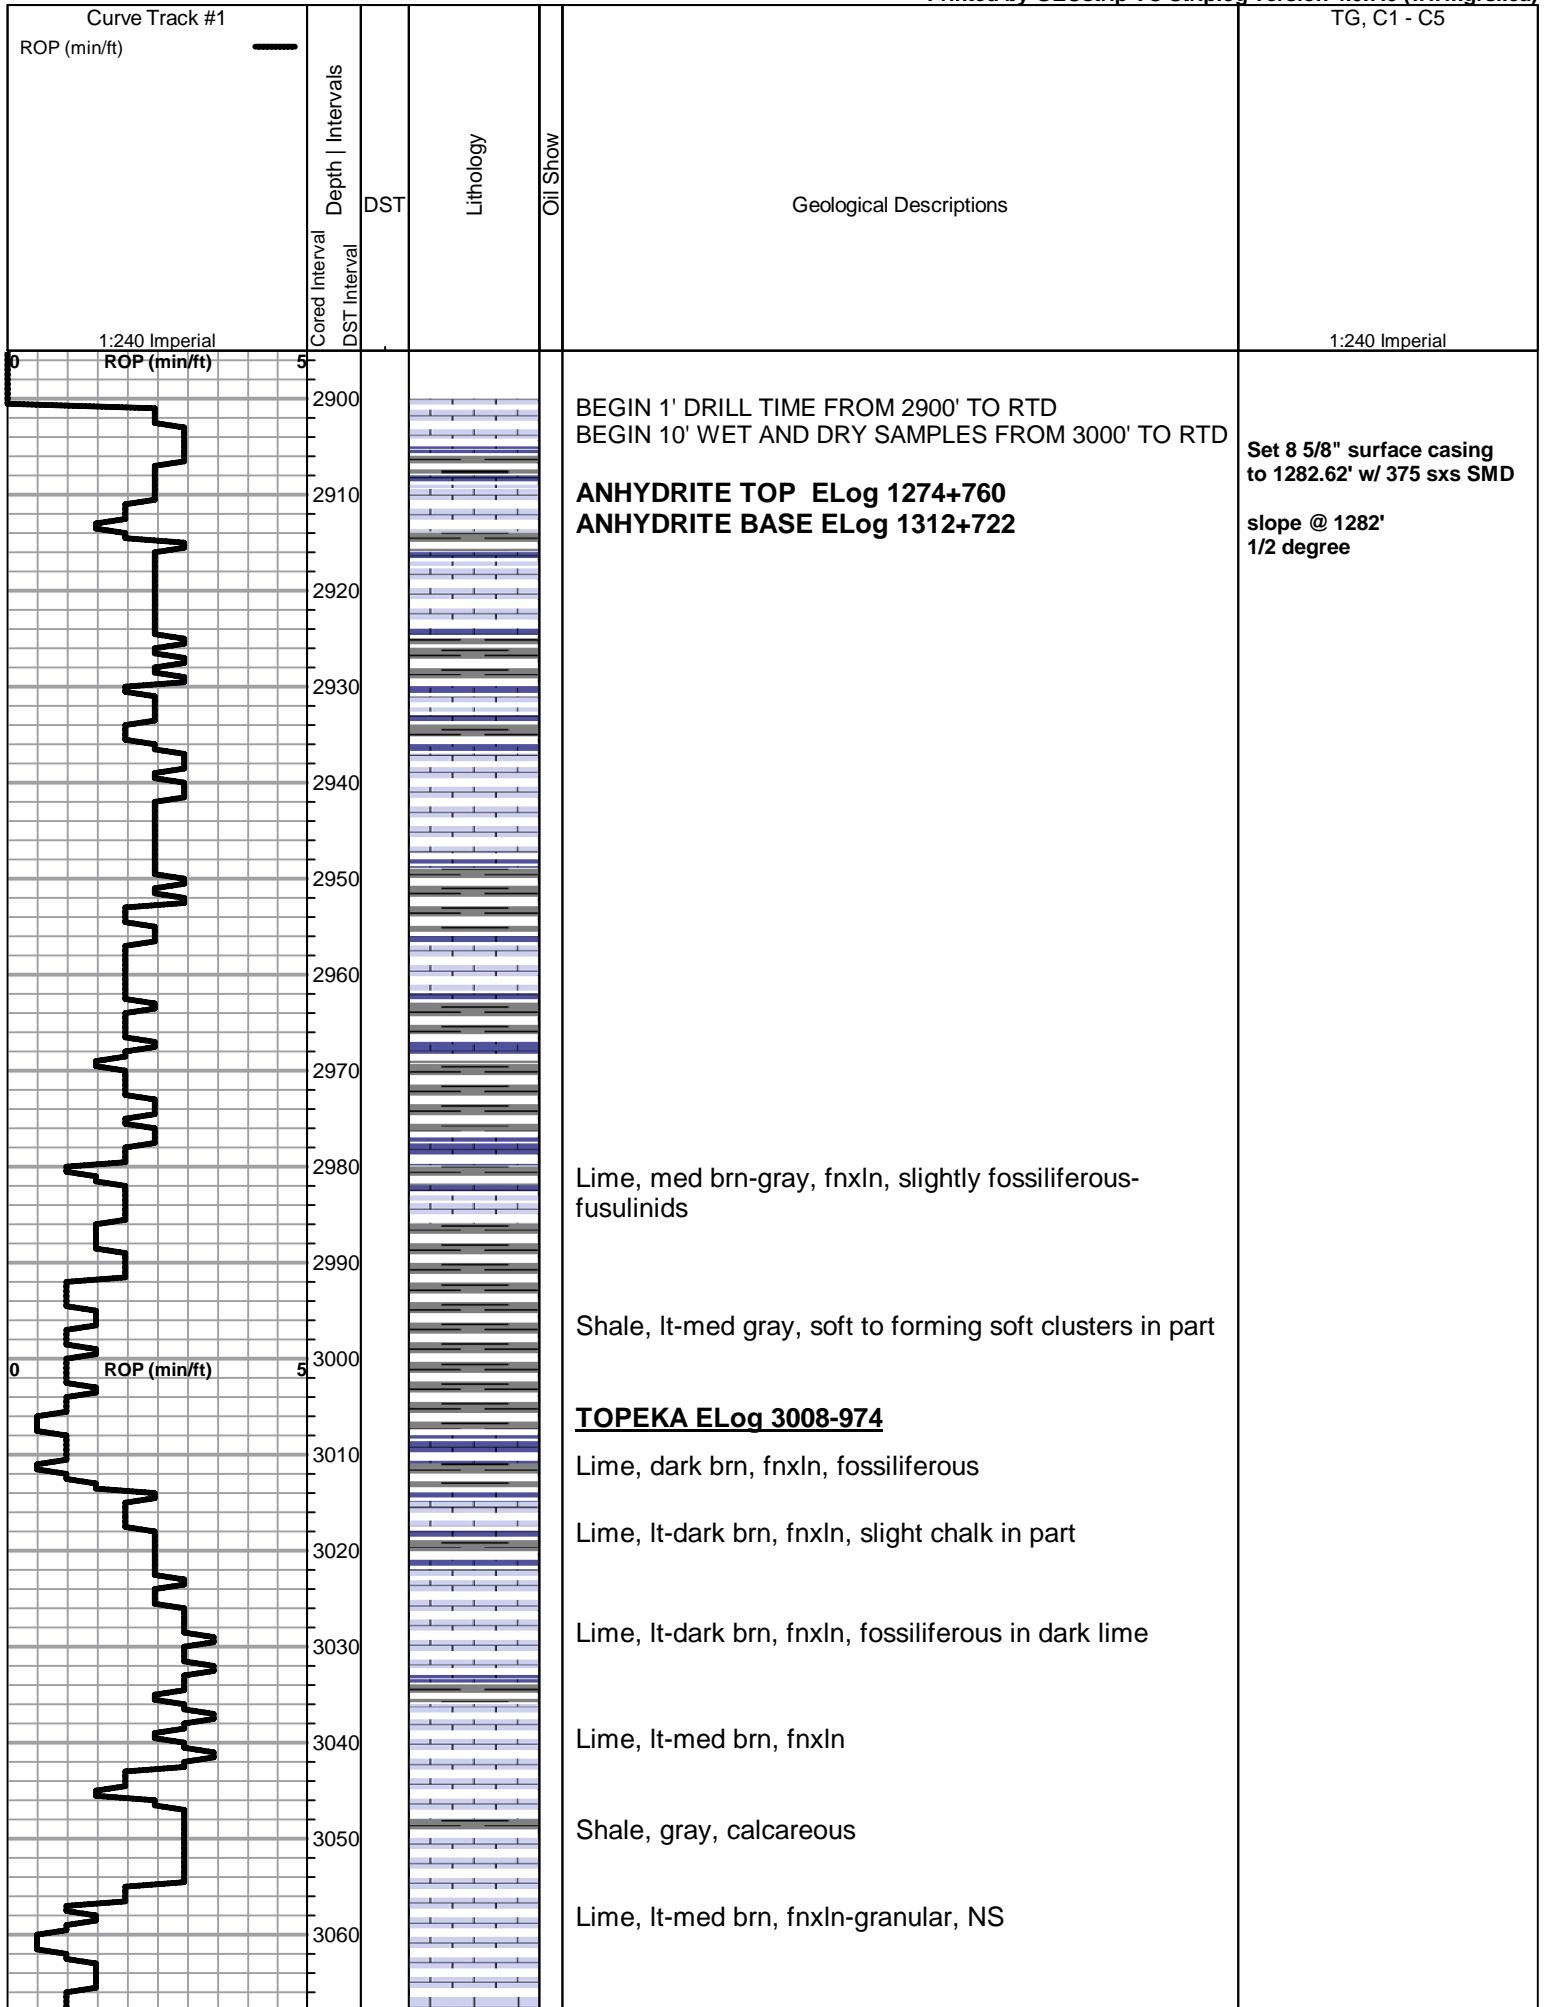 Curve Track #1
ROP (min/ft)
Depth | Intervals
Cored Interval
DST Interval
DST
Lithology
Oil Show
Geological Descriptions
TG, C1 - C5
1:240 Imperial
1:240 Imperial
0 ROP (min/ft) 5
2900
BEGIN 1' DRILL TIME FROM 2900' TO RTD
BEGIN 10' WET AND DRY SAMPLES FROM 3000' TO RTD
Set 8 5/8" surface casing
to 1282.62' w/ 375 sxs SMD
2910
ANHYDRITE TOP ELog 1274+760
ANHYDRITE BASE ELog 1312+722
slope @ 1282'
1/2 degree
2920
2930
2940
2950
2960
2970
2980
Lime, med brn-gray, fnxln, slightly fossiliferous-
fusulinids
2990
Shale, lt-med gray, soft to forming soft clusters in part
3000
0 ROP (min/ft) 5
TOPEKA ELog 3008-974
3010
Lime, dark brn, fnxln, fossiliferous
Lime, lt-dark brn, fnxln, slight chalk in part
3020
Lime, lt-dark brn, fnxln, fossiliferous in dark lime
3030
3040
Lime, lt-med brn, fnxln
Shale, gray, calcareous
3050
Lime, lt-med brn, fnxln-granular, NS
3060